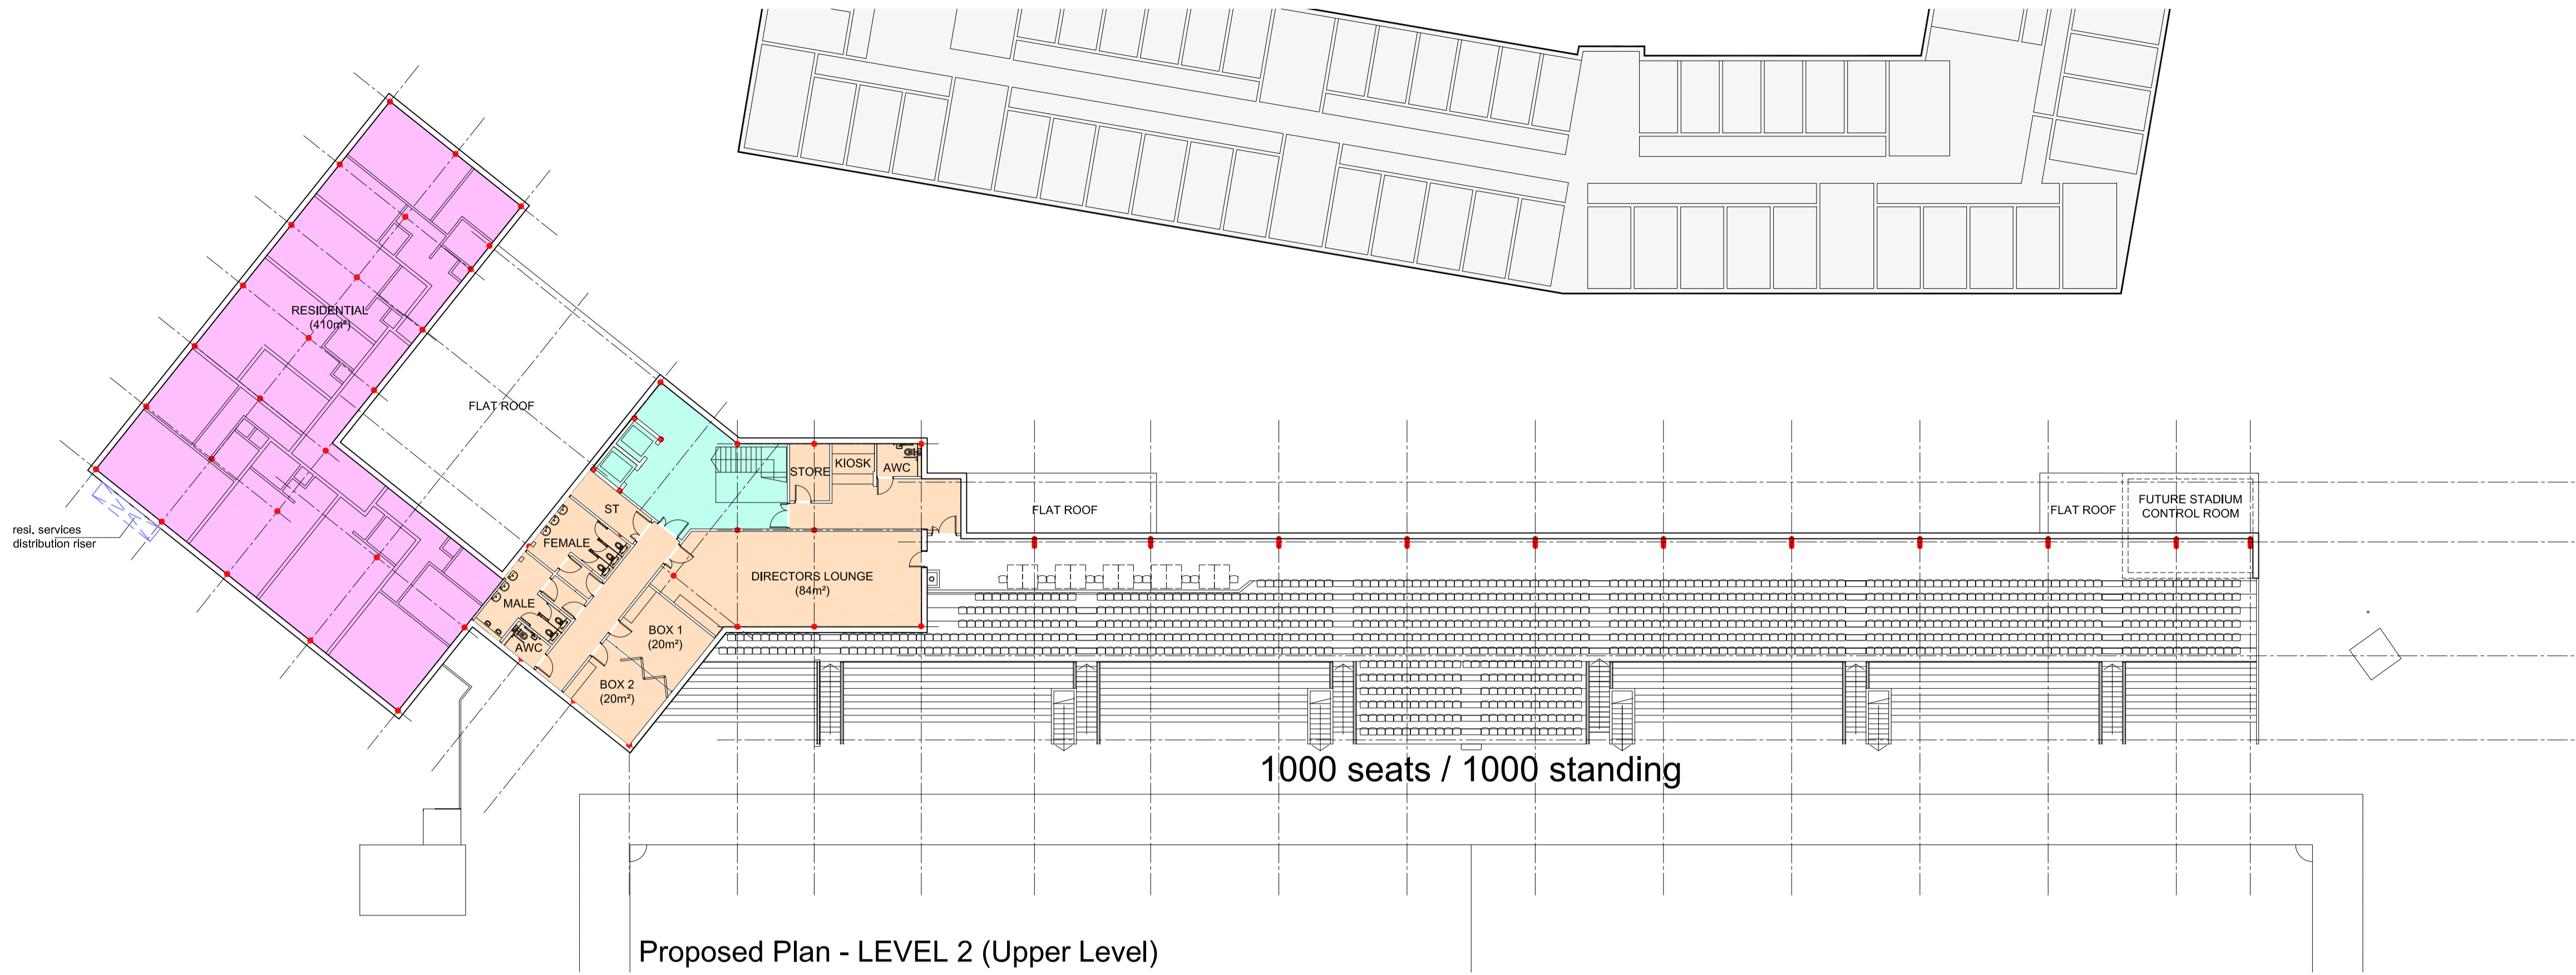 RESIDENTIAL
(410m²)
FLAT ROOF
resi, services
distribution riser
STORE
KIOSK
AWC
ST
FEMALE
MALE
AWC
DIRECTORS LOUNGE
(84m²)
BOX 1
(20m²)
BOX 2
(20m²)
FLAT ROOF
FLAT ROOF
FUTURE STADIUM
CONTROL ROOM
1000 seats / 1000 standing
Proposed Plan - LEVEL 2 (Upper Level)